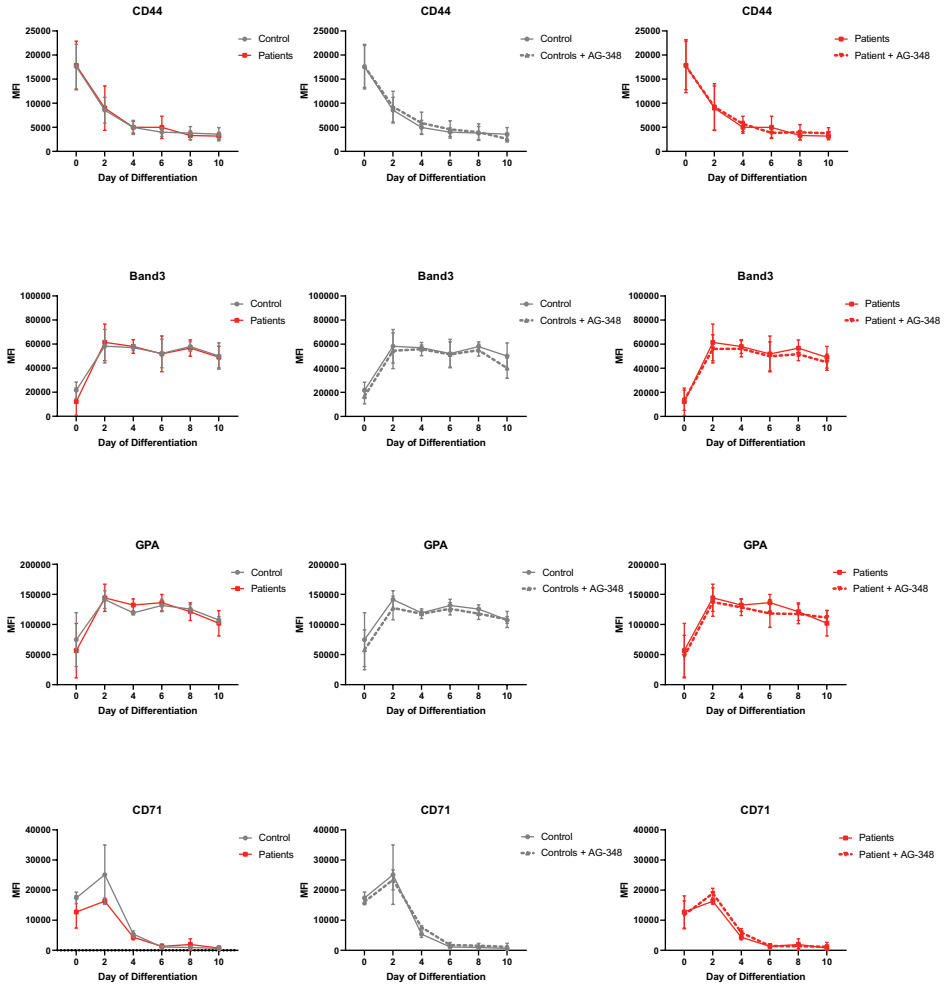 CD44
25000
20000
15000
10000
5000
0
MFI
0 2 4 6 8 10
Day of Differentiation
Control
Patients
CD44
25000
20000
15000
10000
5000
0
MFI
0 2 4 6 8 10
Day of Differentiation
Control
Controls + AG-348
CD44
25000
20000
15000
10000
5000
0
MFI
0 2 4 6 8 10
Day of Differentiation
Patients
Patient + AG-348
Band3
100000
80000
60000
40000
20000
0
MFI
0 2 4 6 8 10
Day of Differentiation
Control
Patients
Band3
100000
80000
60000
40000
20000
0
MFI
0 2 4 6 8 10
Day of Differentiation
Control
Controls + AG-348
Band3
100000
80000
60000
40000
20000
0
MFI
0 2 4 6 8 10
Day of Differentiation
Patients
Patient + AG-348
GPA
200000
150000
100000
50000
0
MFI
0 2 4 6 8 10
Day of Differentiation
Control
Patients
GPA
200000
150000
100000
50000
0
MFI
0 2 4 6 8 10
Day of Differentiation
Control
Controls + AG-348
GPA
200000
150000
100000
50000
0
MFI
0 2 4 6 8 10
Day of Differentiation
Patients
Patient + AG-348
CD71
40000
30000
20000
10000
0
MFI
0 2 4 6 8 10
Day of Differentiation
Control
Patients
CD71
40000
30000
20000
10000
0
MFI
0 2 4 6 8 10
Day of Differentiation
Control
Controls + AG-348
CD71
40000
30000
20000
10000
0
MFI
0 2 4 6 8 10
Day of Differentiation
Patients
Patient + AG-348